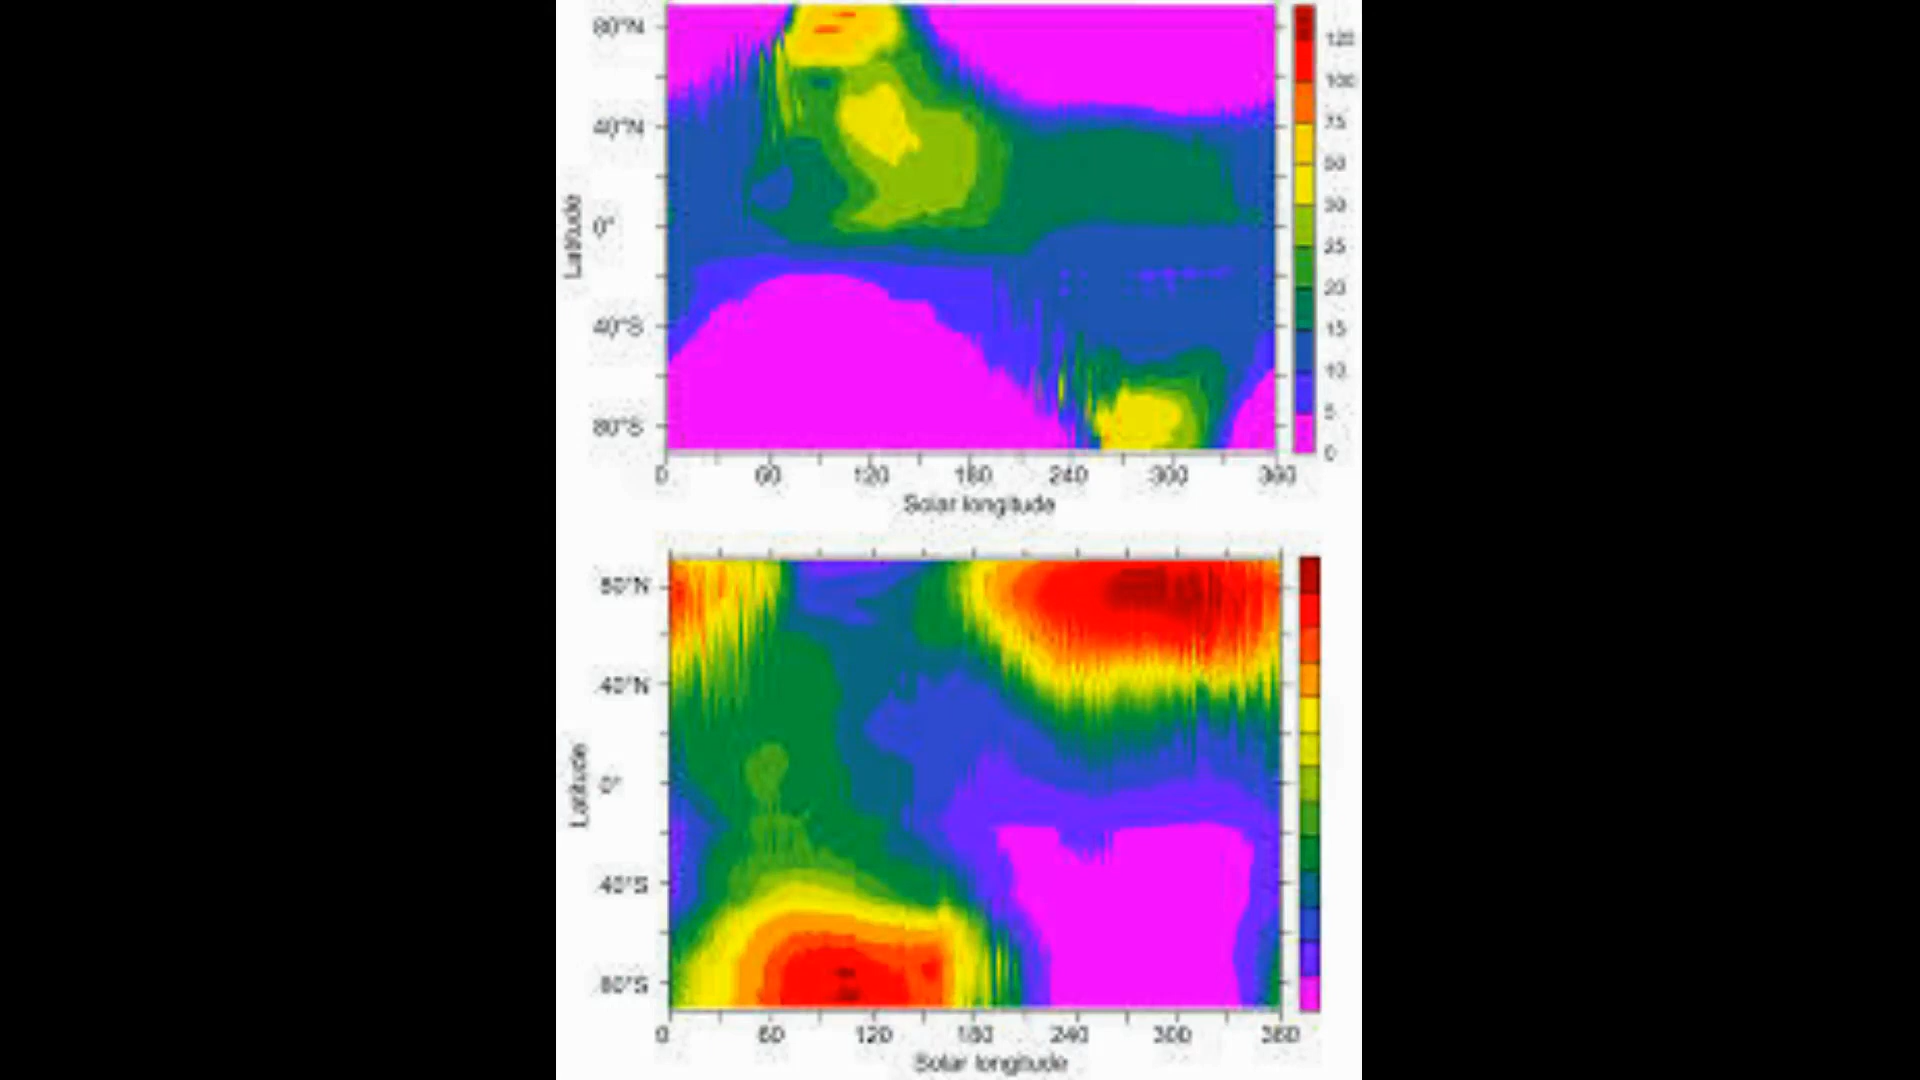 80°N
40°N
0°
40°S
80°S
Latitude
0 60 120 180 240 300 360
Solar longitude
100
75
50
30
25
20
15
10
5
0
80°N
40°N
0°
40°S
80°S
Latitude
0 60 120 180 240 300 360
Solar longitude